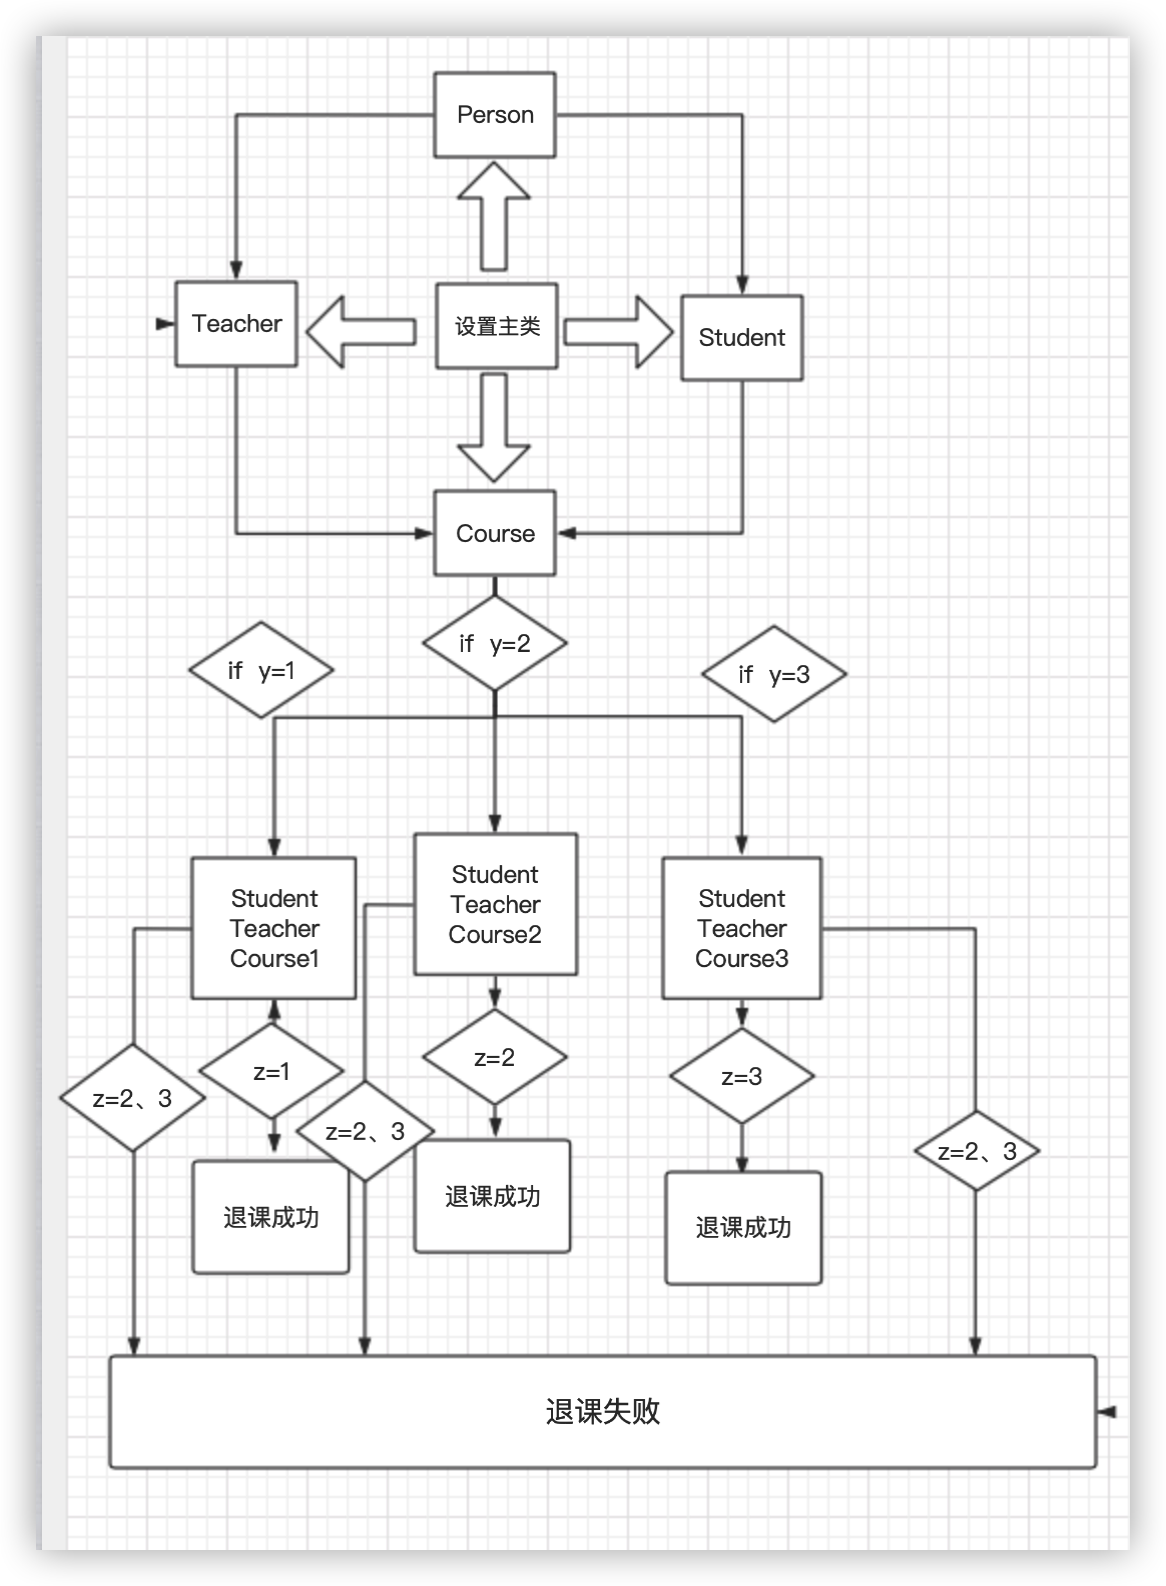 Person
Teacher
设置主类
Student
Course
if y=1
if y=2
if y=3
Student
Teacher
Course1
Student
Teacher
Course2
Student
Teacher
Course3
z=2、3
z=1
z=2、3
z=2
z=3
z=2、3
退课成功
退课成功
退课成功
退课失败